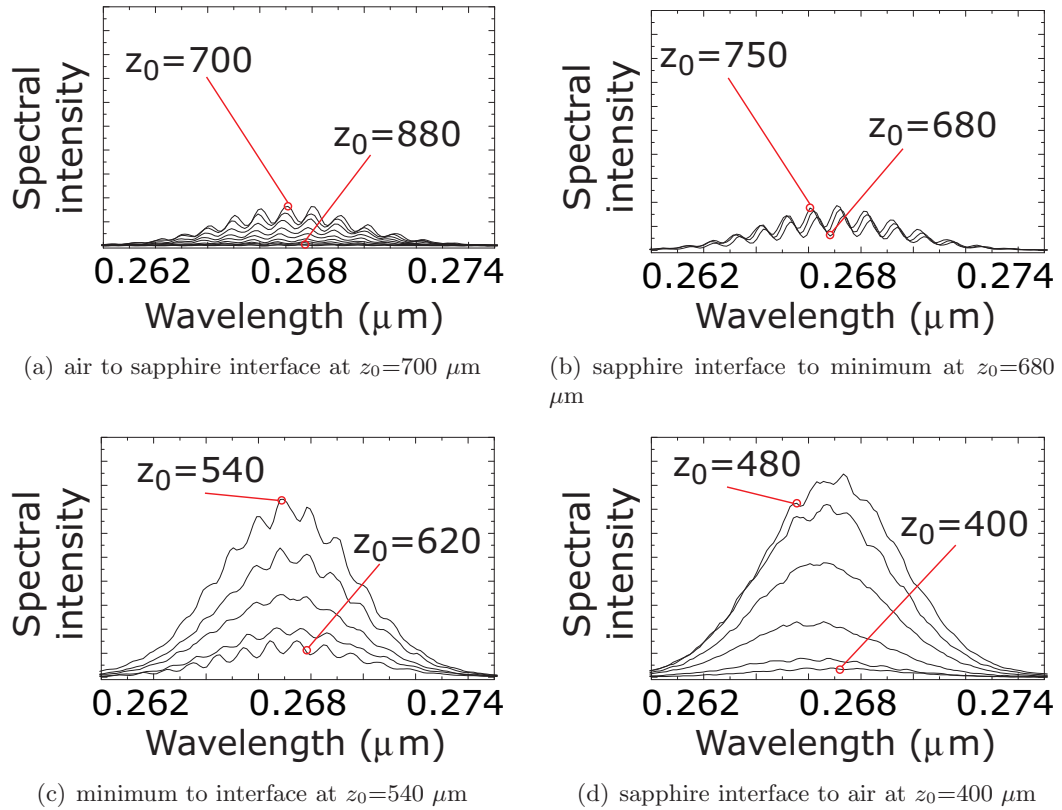 Spectral
intensity
z₀=700
z₀=880
0.262 0.268 0.274
Wavelength (μm)
(a) air to sapphire interface at z₀=700 μm
Spectral
intensity
z₀=750
z₀=680
0.262 0.268 0.274
Wavelength (μm)
(b) sapphire interface to minimum at z₀=680
μm
Spectral
intensity
z₀=540
z₀=620
0.262 0.268 0.274
Wavelength (μm)
(c) minimum to interface at z₀=540 μm
Spectral
intensity
z₀=480
z₀=400
0.262 0.268 0.274
Wavelength (μm)
(d) sapphire interface to air at z₀=400 μm